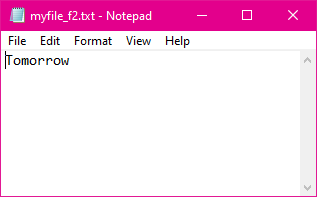 myfile_f2.txt - Notepad
File Edit Format View Help
Tomorrow